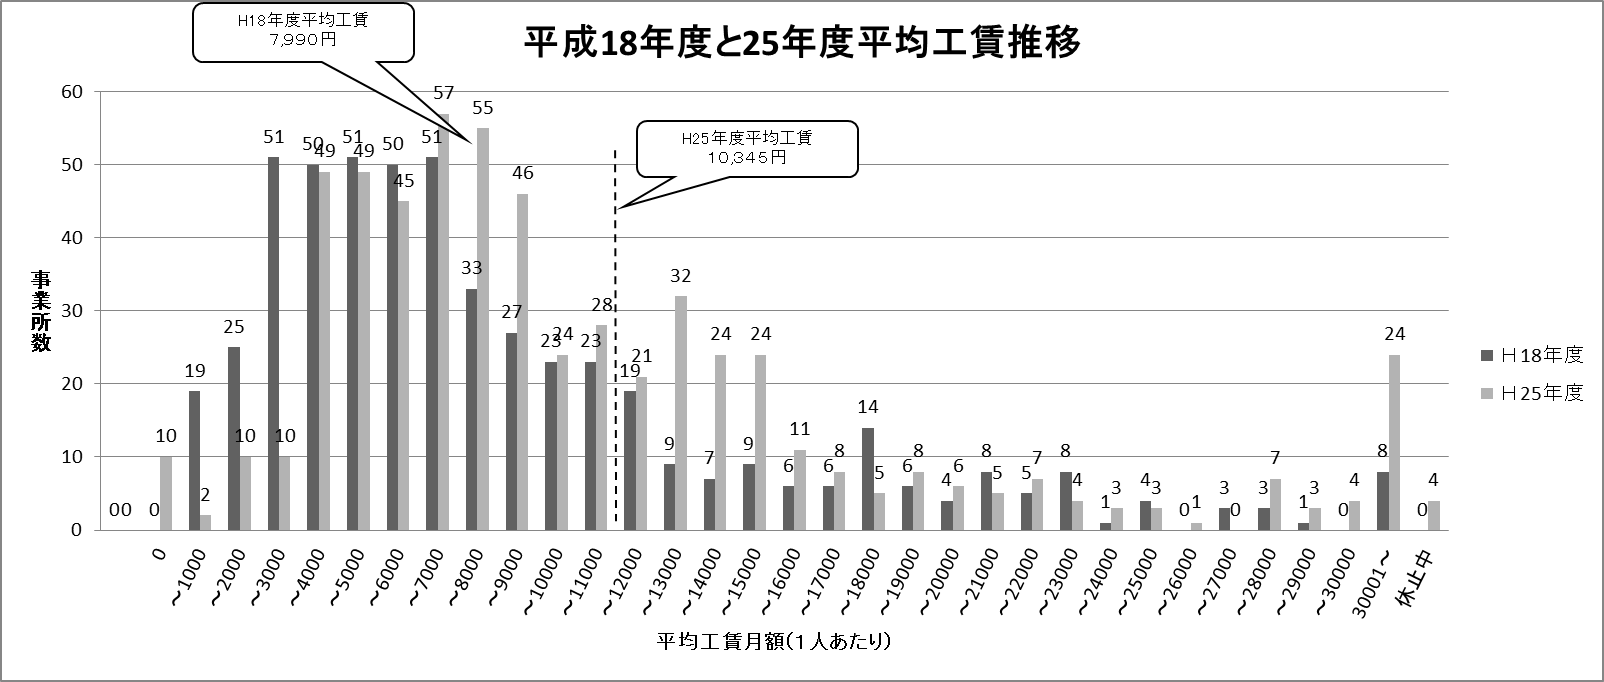 H18年度平均工賃
7,990円
平成18年度と25年度平均工賃推移
H25年度平均工賃
10,345円
事業所数
60
50
40
30
20
10
0
0 0 19 25 51 50 51 50 51 33 27 23 23 19 9 7 9 6 6 14 6 4 8 5 8 1 4 0 3 3 1 0 8 0
0 10 2 10 10 49 49 45 57 55 46 24 28 21 32 24 24 11 8 5 8 6 5 7 4 3 3 1 0 7 3 4 24 4
0 ～1000 ～2000 ～3000 ～4000 ～5000 ～6000 ～7000 ～8000 ～9000 ～10000 ～11000 ～12000 ～13000 ～14000 ～15000 ～16000 ～17000 ～18000 ～19000 ～20000 ～21000 ～22000 ～23000 ～24000 ～25000 ～26000 ～27000 ～28000 ～29000 ～30000 30001～ 休止中
平均工賃月額(１人あたり)
Ｈ18年度
Ｈ25年度